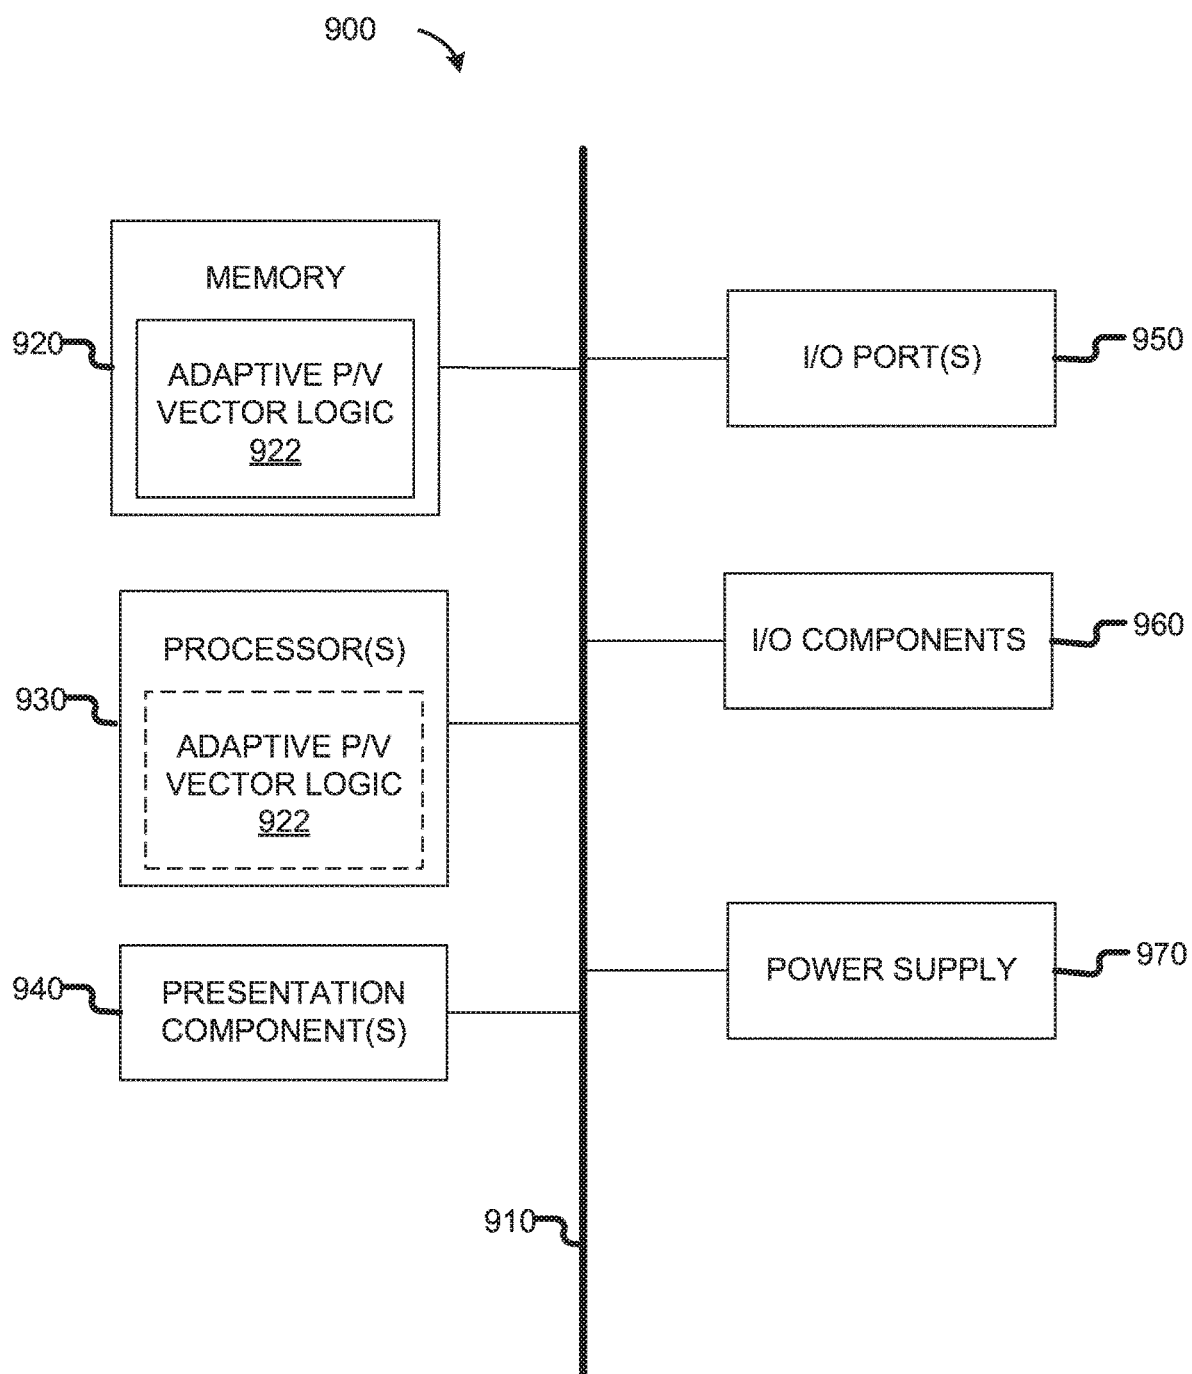 900
MEMORY
920
ADAPTIVE P/V
VECTOR LOGIC
922
I/O PORT(S)
950
PROCESSOR(S)
930
ADAPTIVE P/V
VECTOR LOGIC
922
I/O COMPONENTS
960
940
PRESENTATION
COMPONENT(S)
POWER SUPPLY
970
910